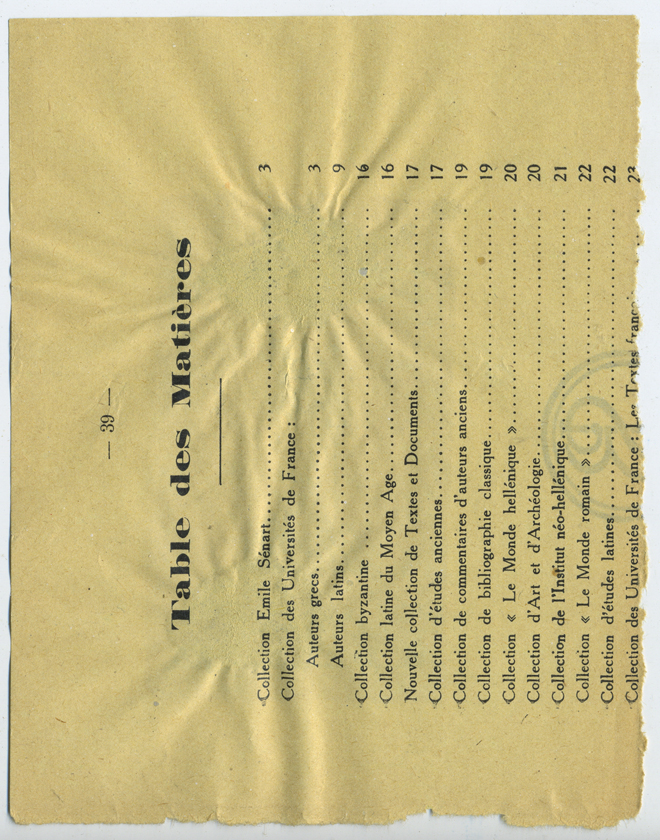 — 39 —
Table des Matières
Collection Emile Sénart.......................... 3
Collection des Universités de France :
Auteurs grecs.......................... 3
Auteurs latins.......................... 9
Collection byzantine .......................... 16
Collection latine du Moyen Age.......................... 16
Nouvelle collection de Textes et Documents.......................... 17
Collection d'études anciennes.......................... 17
Collection de commentaires d'auteurs anciens.......................... 19
Collection de bibliographie classique.......................... 19
Collection « Le Monde hellénique ».......................... 20
Collection d'Art et d'Archéologie.......................... 20
Collection de l'Institut néo-hellénique.......................... 21
Collection « Le Monde romain ».......................... 22
Collection d'études latines.......................... 22
Collection des Universités de France : Les Textes franç 23